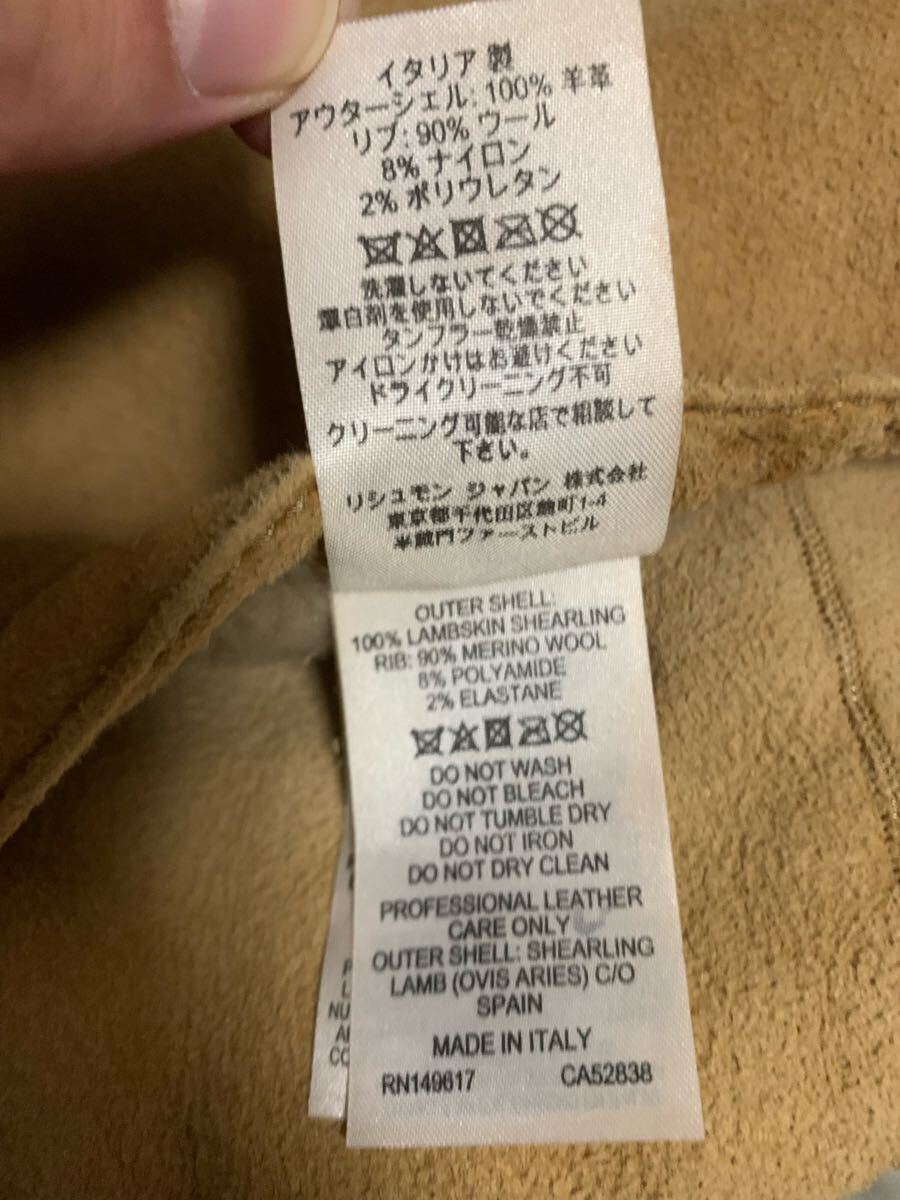 イタリア 製
アウターシェル: 100% 羊革
リブ: 90% ウール
8% ナイロン
2% ポリウレタン
洗濯しないてください
漂白剤を使用しないでください
タンフラー乾燥禁止
アイロンかけはお避けください
ドライクリーニング不可
クリーニング可能な店で相談して
下さい。
リシュモン ジャパン 株式会社
東京都千代田区麹町1-4
半蔵門ファーストビル
OUTER SHELL:
100% LAMBSKIN SHEARLING
RIB: 90% MERINO WOOL
8% POLYAMIDE
2% ELASTANE
DO NOT WASH
DO NOT BLEACH
DO NOT TUMBLE DRY
DO NOT IRON
DO NOT DRY CLEAN
PROFESSIONAL LEATHER
CARE ONLY
OUTER SHELL: SHEARLING
LAMB (OVIS ARIES) C/O
SPAIN
MADE IN ITALY
RN149617 CA52838